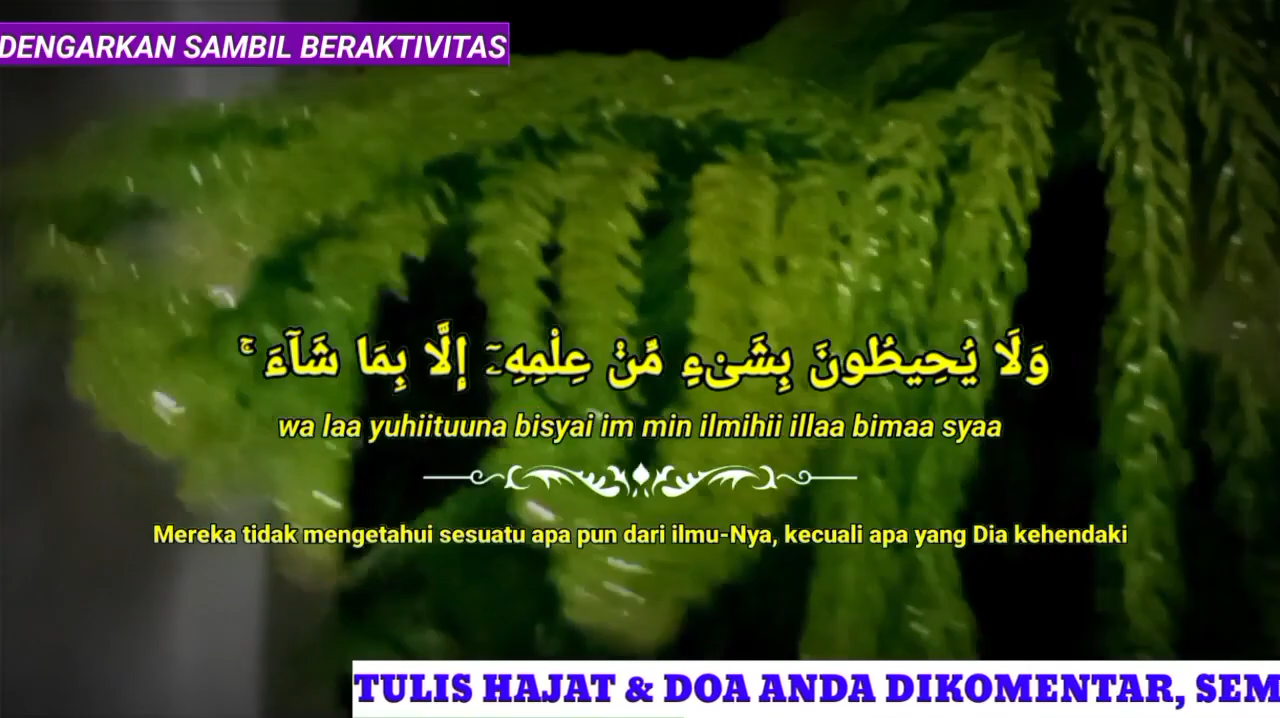 DENGARKAN SAMBIL BERAKTIVITAS
وَلَا يُحِيطُونَ بِشَىْءٍ مِّنْ عِلْمِهِۦٓ إِلَّا بِمَا شَآءَ ۚ
wa laa yuhiituuna bisyai im min ilmihii illaa bimaa syaa
Mereka tidak mengetahui sesuatu apa pun dari ilmu-Nya, kecuali apa yang Dia kehendaki
TULIS HAJAT & DOA ANDA DIKOMENTAR, SEM